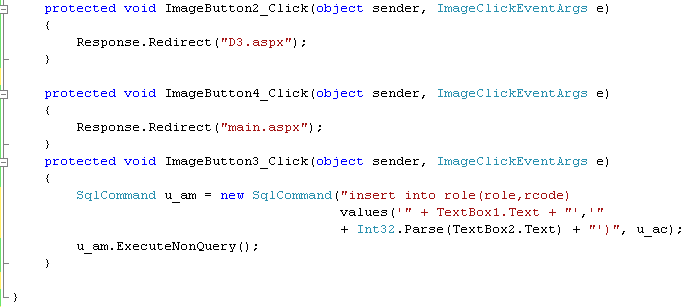 protected void ImageButton2_Click(object sender, ImageClickEventArgs e)
{
Response.Redirect("D3.aspx");
}
protected void ImageButton4_Click(object sender, ImageClickEventArgs e)
{
Response.Redirect("main.aspx");
}
protected void ImageButton3_Click(object sender, ImageClickEventArgs e)
{
SqlCommand u_am = new SqlCommand("insert into role(role,rcode)
values('" + TextBox1.Text + "','"
+ Int32.Parse(TextBox2.Text) + "')", u_ac);
u_am.ExecuteNonQuery();
}
}